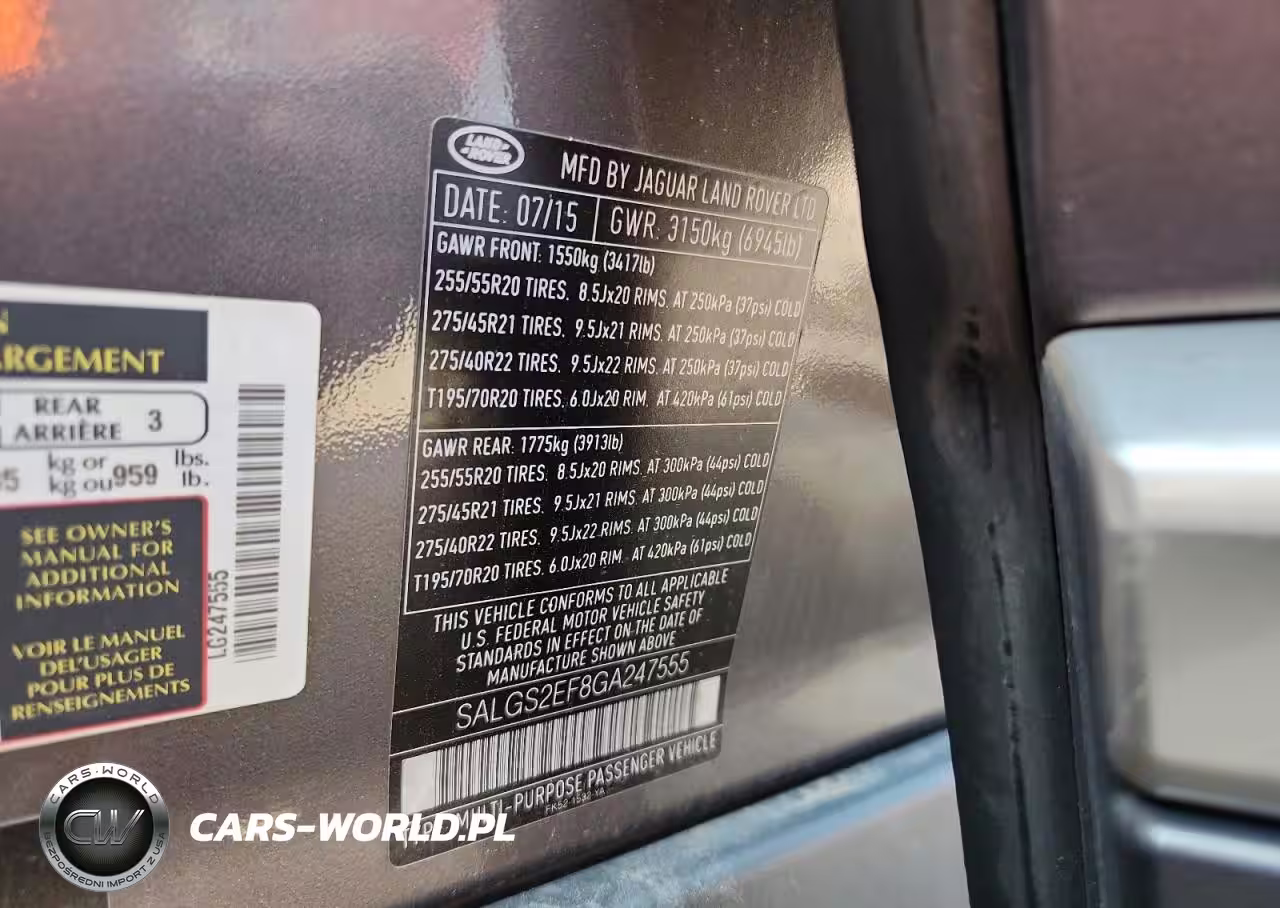 N
ARGEMENT
REAR
ARRIÈRE 3
5 kg or kg ou 959 lbs. lb.
SEE OWNER'S
MANUAL FOR
ADDITIONAL
INFORMATION
VOIR LE MANUEL
DEL'USAGER
POUR PLUS DE
RENSEIGNEMENTS
LG247555
LAND ROVER
MFD BY JAGUAR LAND ROVER LTD
DATE: 07/15 GWR: 3150kg (6945lb)
GAWR FRONT: 1550kg (3417lb)
255/55R20 TIRES. 8.5Jx20 RIMS. AT 250kPa (37psi) COLD
275/45R21 TIRES. 9.5Jx21 RIMS. AT 250kPa (37psi) COLD
275/40R22 TIRES. 9.5Jx22 RIMS. AT 250kPa (37psi) COLD
T195/70R20 TIRES. 6.0Jx20 RIM. AT 420kPa (61psi) COLD
GAWR REAR: 1775kg (3913lb)
255/55R20 TIRES. 8.5Jx20 RIMS. AT 300kPa (44psi) COLD
275/45R21 TIRES. 9.5Jx21 RIMS. AT 300kPa (44psi) COLD
275/40R22 TIRES. 9.5Jx22 RIMS. AT 300kPa (44psi) COLD
T195/70R20 TIRES. 6.0Jx20 RIM. AT 420kPa (61psi) COLD
THIS VEHICLE CONFORMS TO ALL APPLICABLE
U.S. FEDERAL MOTOR VEHICLE SAFETY
STANDARDS IN EFFECT ON THE DATE OF
MANUFACTURE SHOWN ABOVE
SALGS2EF8GA247555
MULTI-PURPOSE PASSENGER VEHICLE
CARS-WORLD
CW
BEZPOŚREDNI IMPORT Z USA
CARS-WORLD.PL